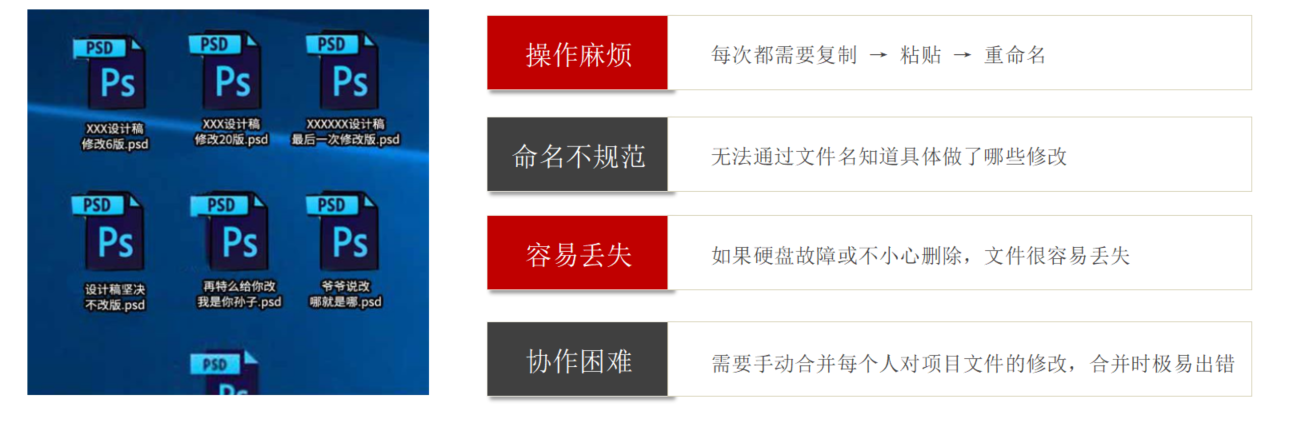 PSD
Ps
XXX设计稿
修改6版.psd
PSD
Ps
XXX设计稿
修改20版.psd
PSD
Ps
XXXXXX设计稿
最后一次修改版.psd
PSD
Ps
设计稿坚决
不改版.psd
PSD
Ps
再特么给你改
我是你孙子.psd
PSD
Ps
爷爷说改
哪就是哪.psd
PSD
Ps
操作麻烦
每次都需要复制 → 粘贴 → 重命名
命名不规范
无法通过文件名知道具体做了哪些修改
容易丢失
如果硬盘故障或不小心删除，文件很容易丢失
协作困难
需要手动合并每个人对项目文件的修改，合并时极易出错